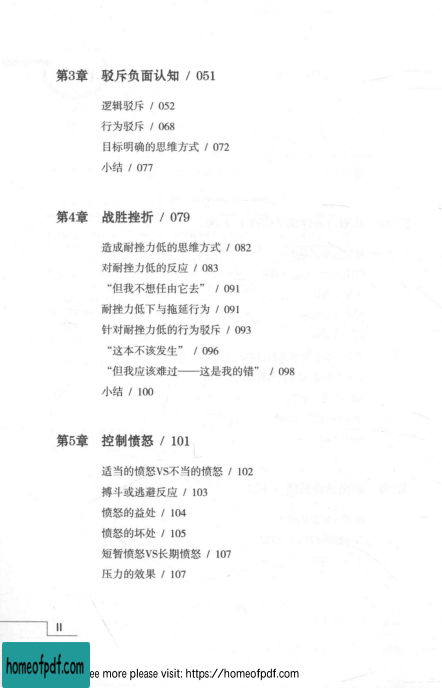 第3章 驳斥负面认知 / 051
逻辑驳斥 / 052
行为驳斥 / 068
目标明确的思维方式 / 072
小结 / 077
第4章 战胜挫折 / 079
造成耐挫力低的思维方式 / 082
对耐挫力低的反应 / 083
“但我不想任由它去” / 091
耐挫力低下与拖延行为 / 091
针对耐挫力低的行为驳斥 / 093
“这本不该发生” / 096
“但我应该难过——这是我的错” / 098
小结 / 100
第5章 控制愤怒 / 101
适当的愤怒VS不当的愤怒 / 102
搏斗或逃避反应 / 103
愤怒的益处 / 104
愤怒的坏处 / 105
短暂愤怒VS长期愤怒 / 107
压力的效果 / 107
II
homeofpdf.com
ee more please visit: https://homeofpdf.com